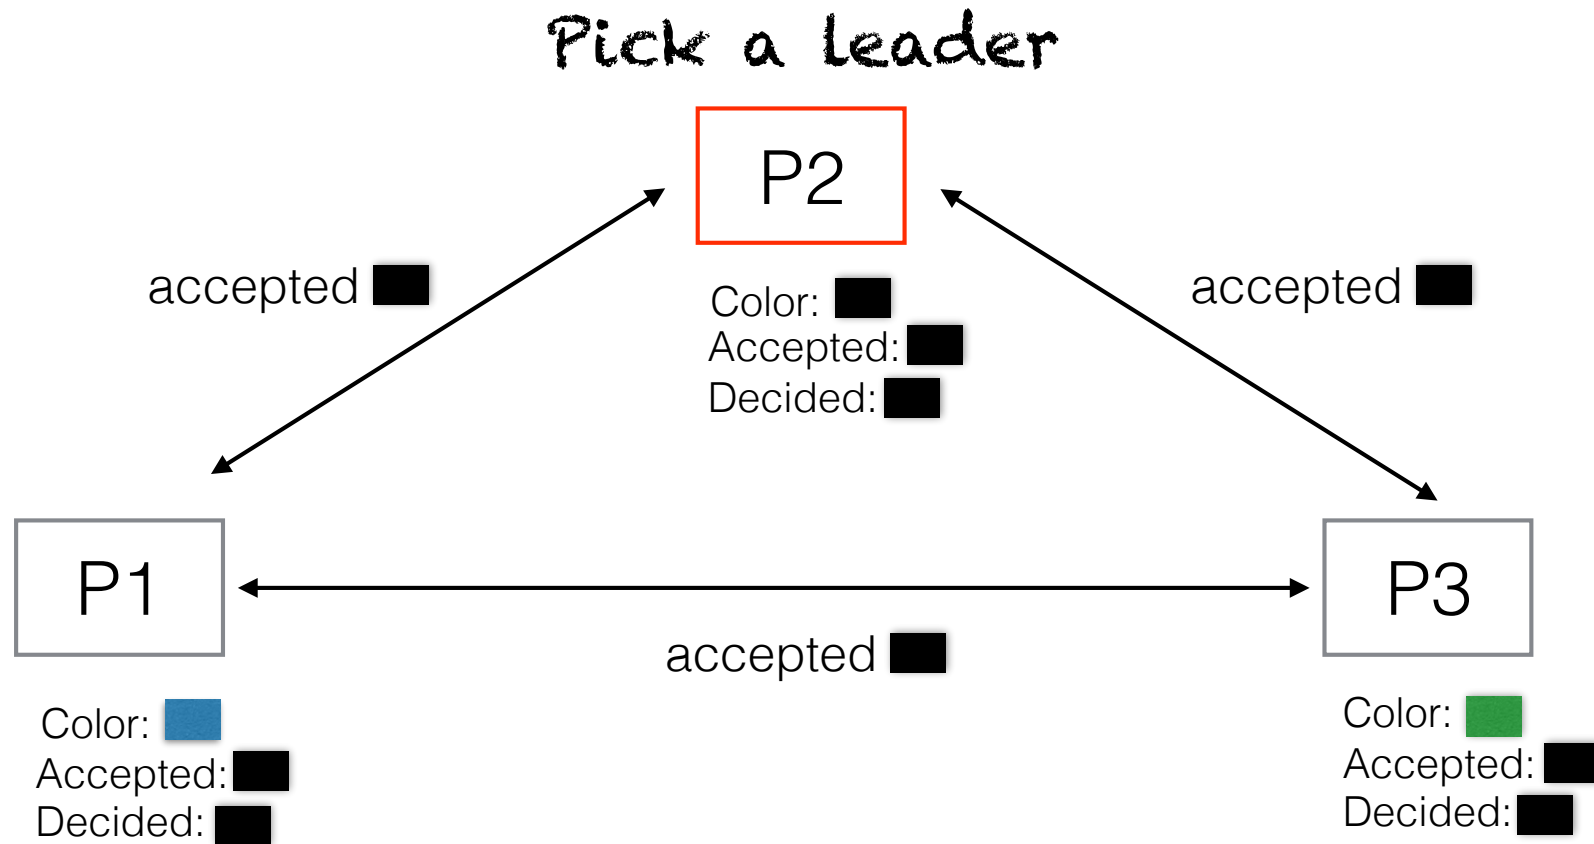 Pick a leader
P2
accepted
accepted
Color:
Accepted:
Decided:
P1
P3
accepted
Color:
Accepted:
Decided:
Color:
Accepted:
Decided: